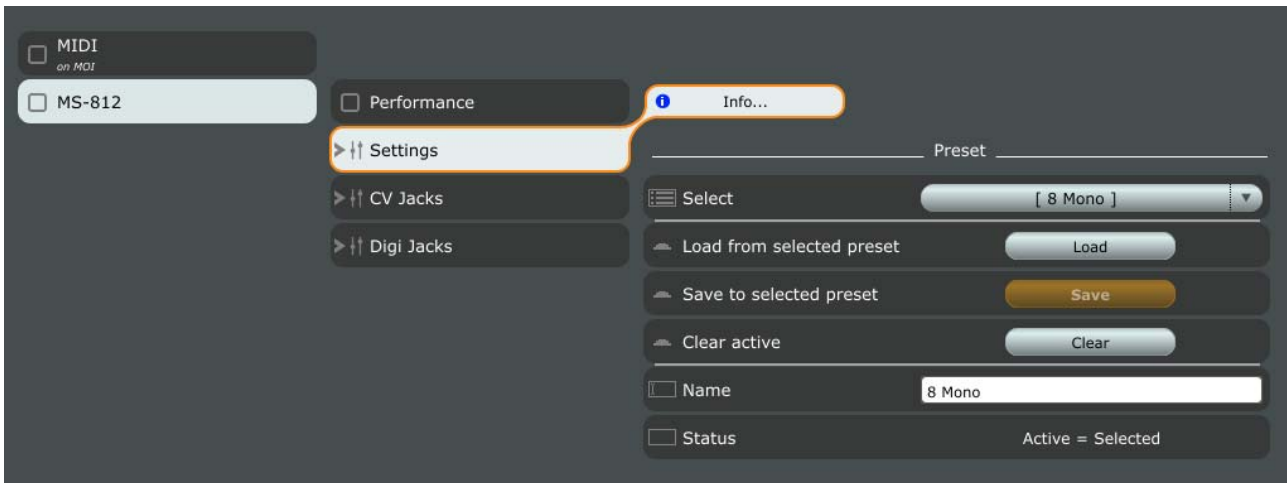 MIDI
on MOI
MS-812
Performance
Settings
CV Jacks
Digi Jacks
Info...
Preset
Select
[ 8 Mono ]
Load from selected preset
Load
Save to selected preset
Save
Clear active
Clear
Name
8 Mono
Status
Active = Selected